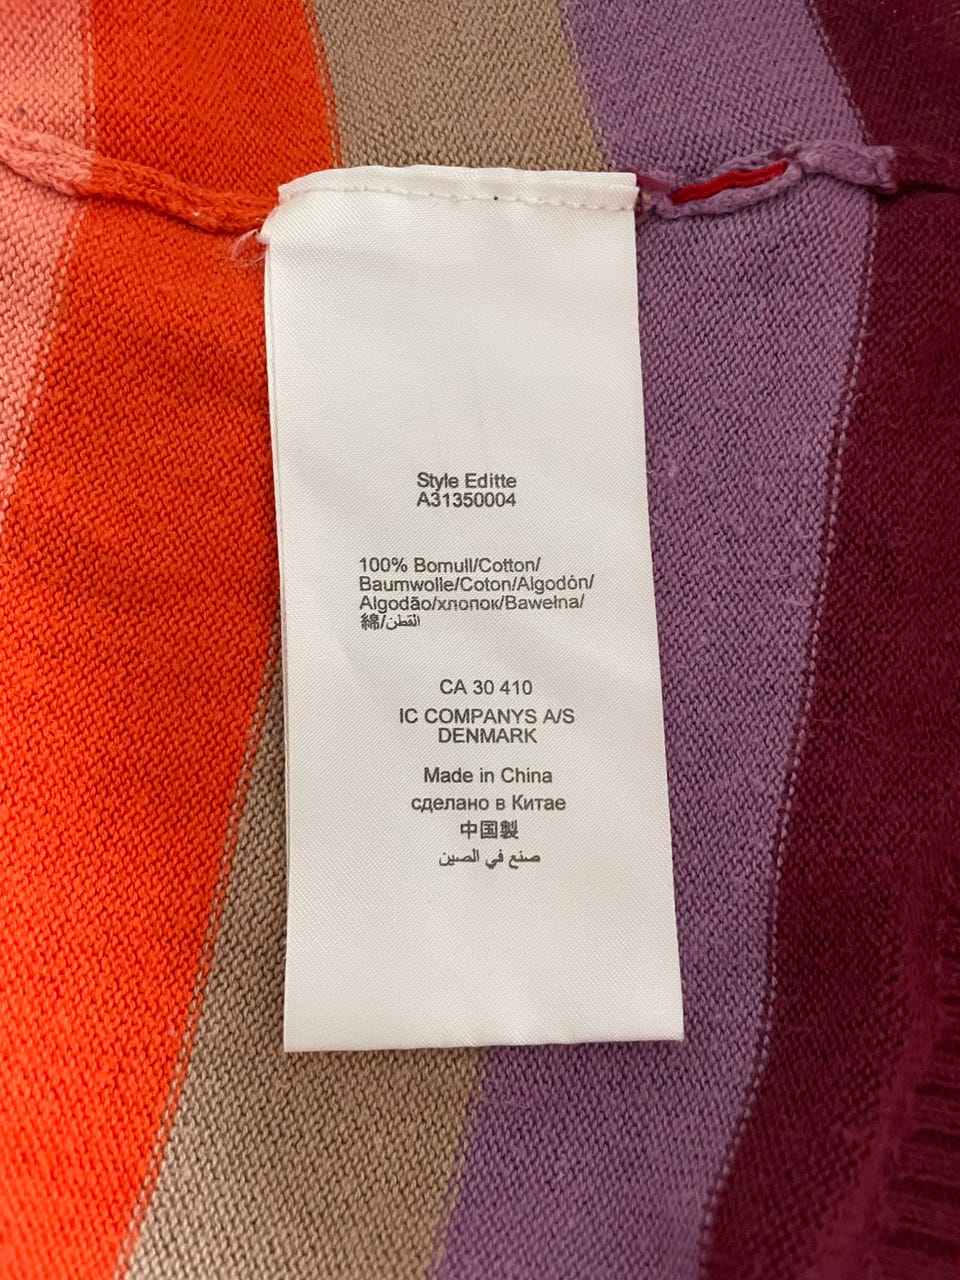 Style Editte
A31350004
100% Bomull/Cotton/
Baumwolle/Coton/Algodón/
Algodão/хлопок/Bawełna/
綿/القطن
CA 30 410
IC COMPANYS A/S
DENMARK
Made in China
сделано в Китае
中国製
صنع في الصين